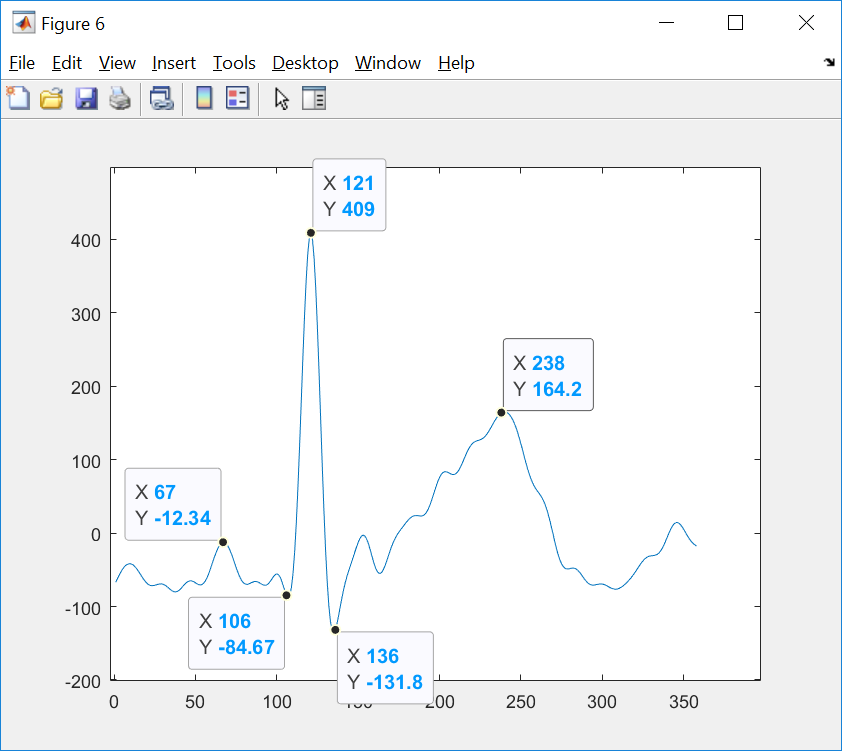 Figure 6
File Edit View Insert Tools Desktop Window Help
X 121
Y 409
X 238
Y 164.2
X 67
Y -12.34
X 106
Y -84.67
X 136
Y -131.8
400
300
200
100
0
-100
-200
0 50 100 200 250 300 350